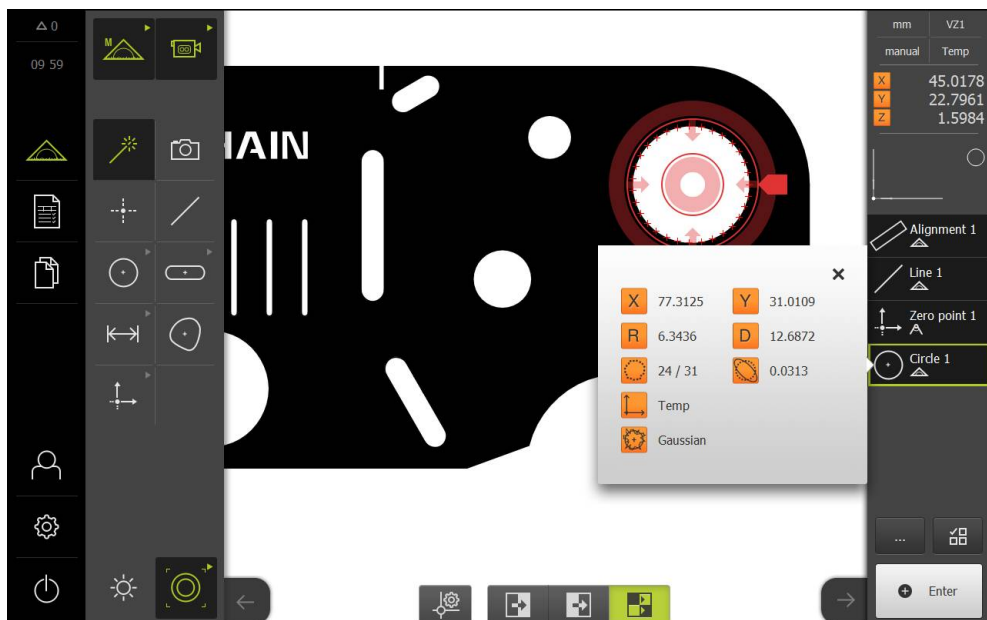 0
09 59
M
HAIN
mm VZ1
manual Temp
X 45.0178
Y 22.7961
Z 1.5984
Alignment 1
Line 1
Zero point 1
Circle 1
X 77.3125 Y 31.0109
R 6.3436 D 12.6872
24 / 31 0.0313
Temp
Gaussian
...
Enter